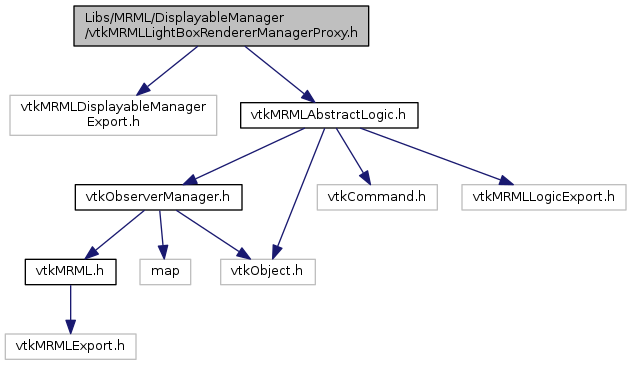 Libs/MRML/DisplayableManager
/vtkMRMLLightBoxRendererManagerProxy.h
vtkMRMLDisplayableManager
Export.h
vtkMRMLAbstractLogic.h
vtkObserverManager.h
vtkCommand.h
vtkMRMLLogicExport.h
vtkMRML.h
map
vtkObject.h
vtkMRMLExport.h